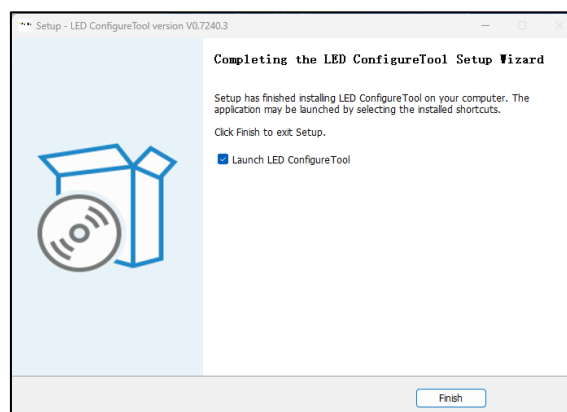 Setup - LED ConfigureTool version V0.7240.3
Completing the LED ConfigureTool Setup Wizard
Setup has finished installing LED ConfigureTool on your computer. The
application may be launched by selecting the installed shortcuts.
Click Finish to exit Setup.
Launch LED ConfigureTool
Finish